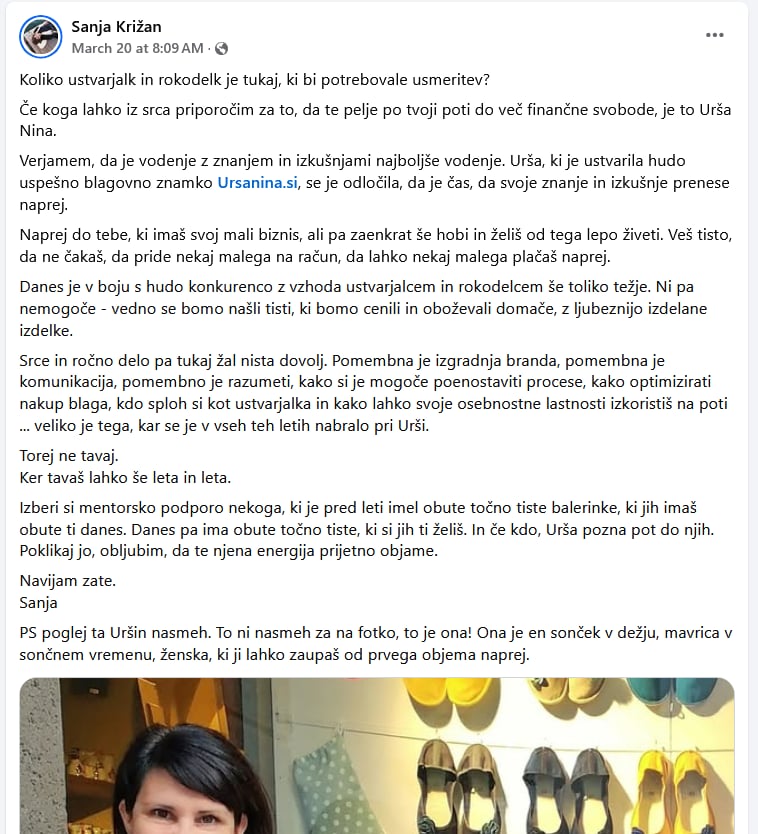 Sanja Križan
March 20 at 8:09 AM ·
Koliko ustvarjalk in rokodelk je tukaj, ki bi potrebovale usmeritev?
Če koga lahko iz srca priporočim za to, da te pelje po tvoji poti do več finančne svobode, je to Urša
Nina.
Verjamem, da je vodenje z znanjem in izkušnjami najboljše vodenje. Urša, ki je ustvarila hudo
uspešno blagovno znamko Ursanina.si, se je odločila, da je čas, da svoje znanje in izkušnje prenese
naprej.
Naprej do tebe, ki imaš svoj mali biznis, ali pa zaenkrat še hobi in želiš od tega lepo živeti. Veš tisto,
da ne čakaš, da pride nekaj malega na račun, da lahko nekaj malega plačaš naprej.
Danes je v boju s hudo konkurenco z vzhoda ustvarjalcem in rokodelcem še toliko težje. Ni pa
nemogoče - vedno se bomo našli tisti, ki bomo cenili in oboževali domače, z ljubeznijo izdelane
izdelke.
Srce in ročno delo pa tukaj žal nista dovolj. Pomembna je izgradnja branda, pomembna je
komunikacija, pomembno je razumeti, kako si je mogoče poenostaviti procese, kako optimizirati
nakup blaga, kdo sploh si kot ustvarjalka in kako lahko svoje osebnostne lastnosti izkoristiš na poti
... veliko je tega, kar se je v vseh teh letih nabralo pri Urši.
Torej ne tavaj.
Ker tavaš lahko še leta in leta.
Izberi si mentorsko podporo nekoga, ki je pred leti imel obute točno tiste balerinke, ki jih imaš
obute ti danes. Danes pa ima obute točno tiste, ki si jih ti želiš. In če kdo, Urša pozna pot do njih.
Poklikaj jo, obljubim, da te njena energija prijetno objame.
Navijam zate.
Sanja
PS poglej ta Uršin nasmeh. To ni nasmeh za na fotko, to je ona! Ona je en sonček v dežju, mavrica v
sončnem vremenu, ženska, ki ji lahko zaupaš od prvega objema naprej.